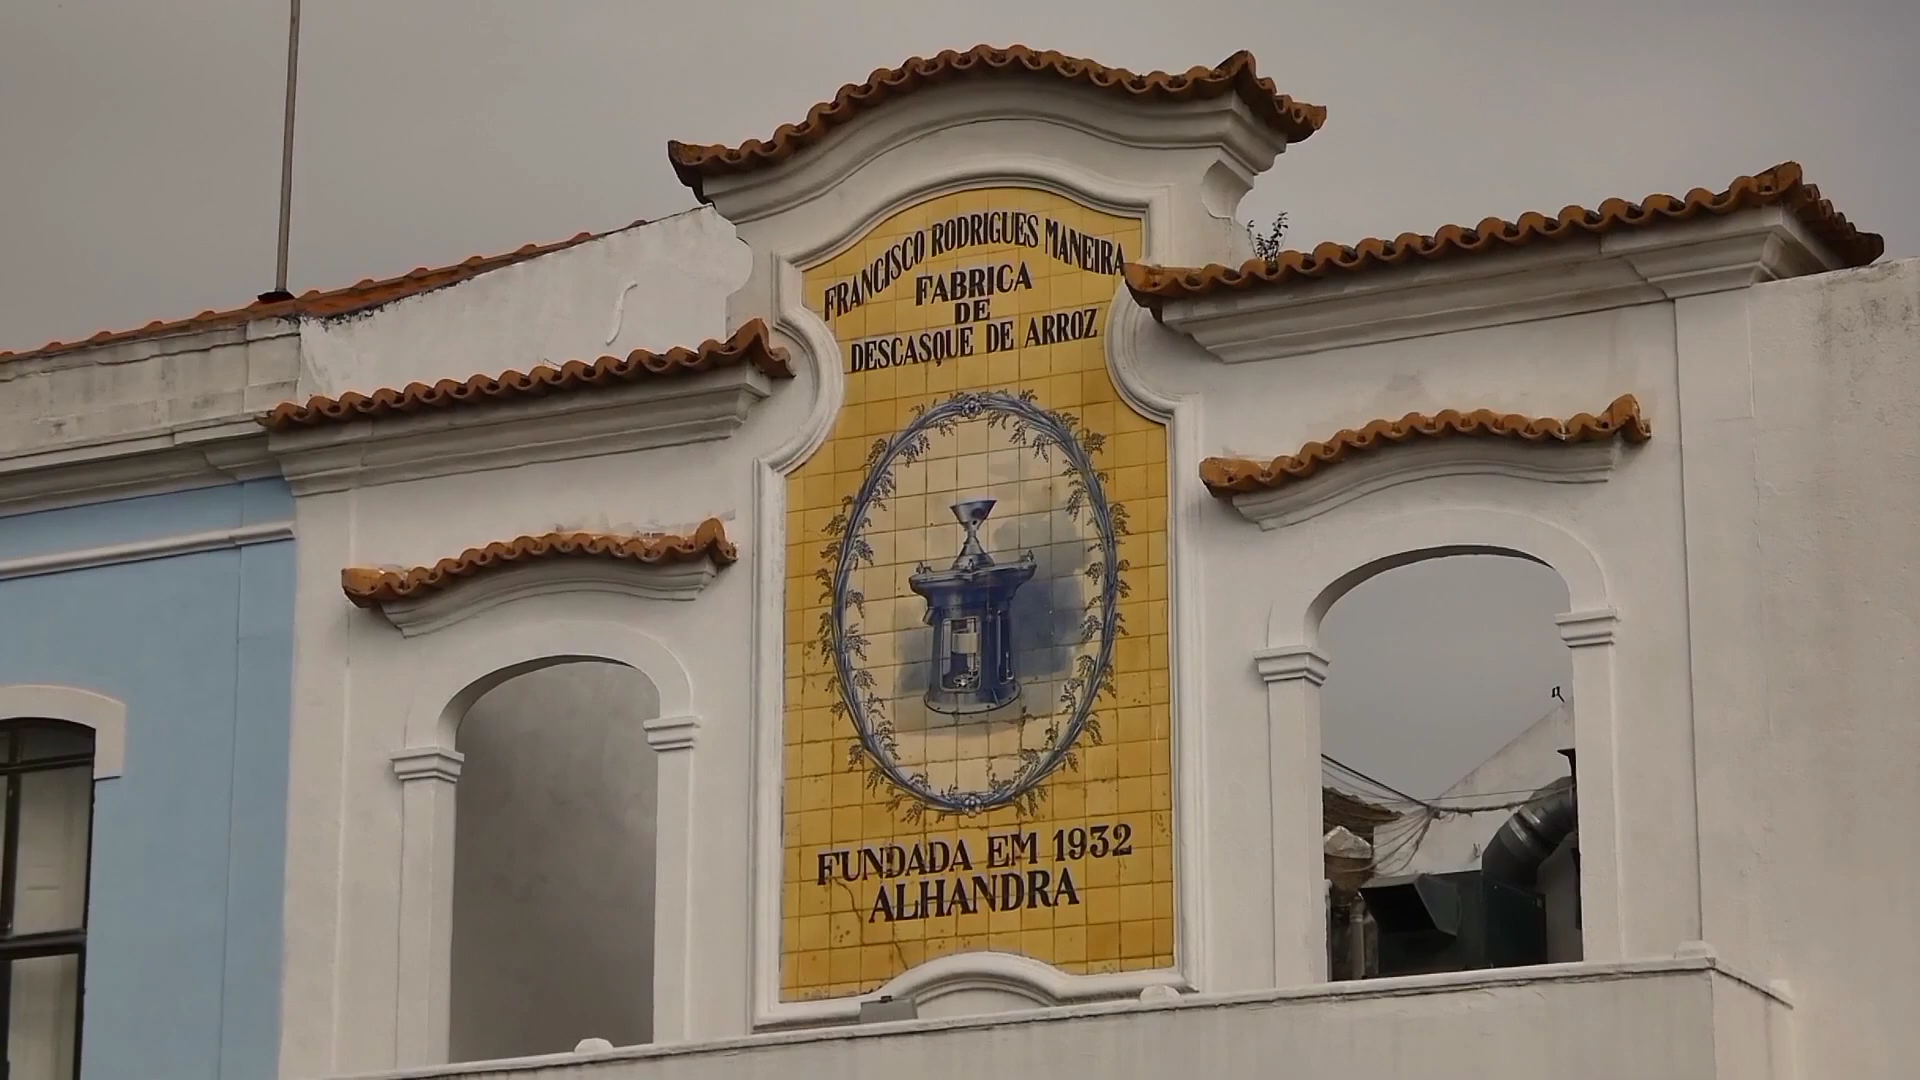 FRANCISCO RODRIGUES MANEIRA
FABRICA
DE
DESCASQUE DE ARROZ
FUNDADA EM 1932
ALHANDRA